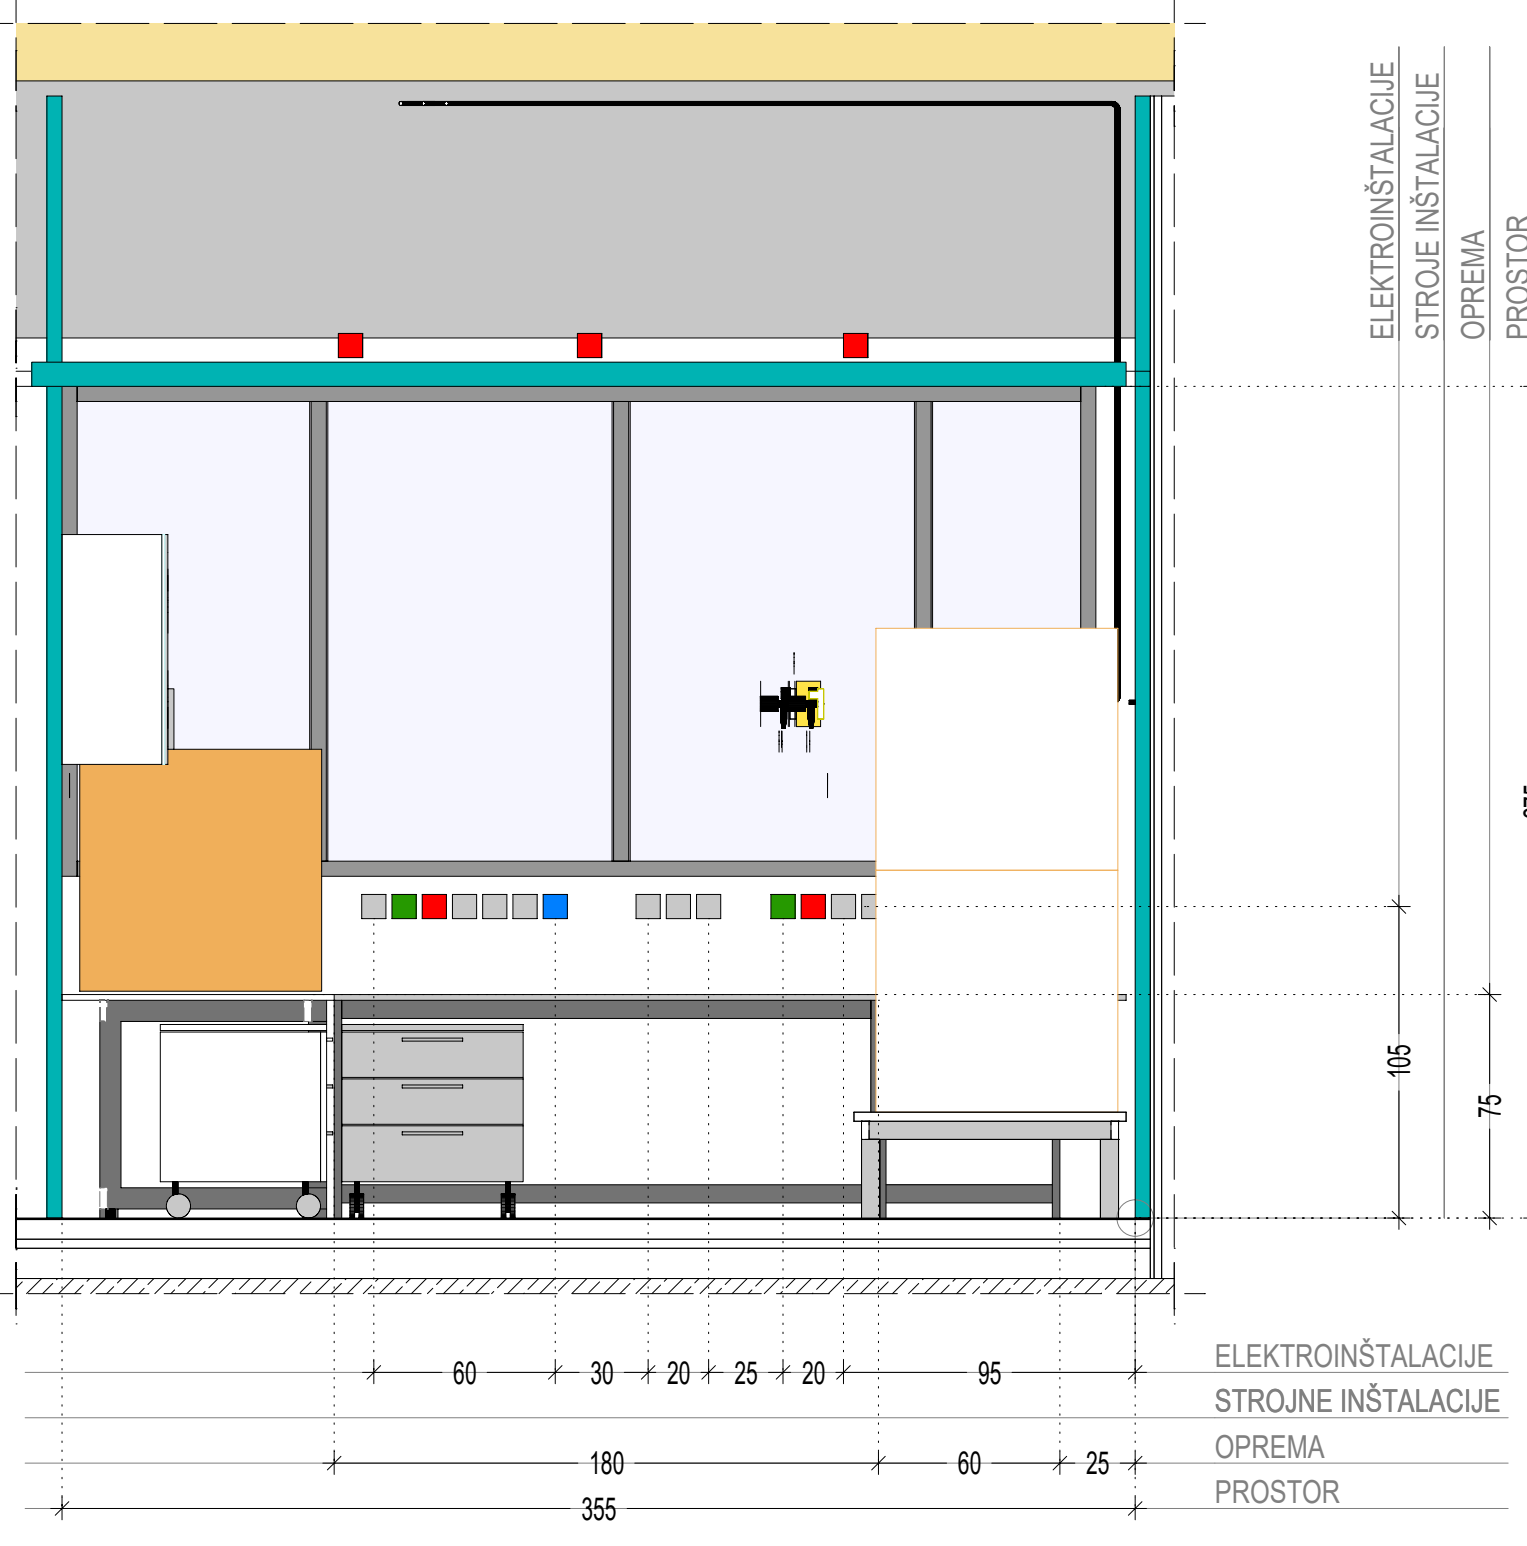 ELEKTROINŠTALACIJE
STROJE INŠTALACIJE
OPREMA
PROSTOR
105
75
60 30 20 25 20 95 ELEKTROINŠTALACIJE
STROJNE INŠTALACIJE
180 60 25 OPREMA
355 PROSTOR